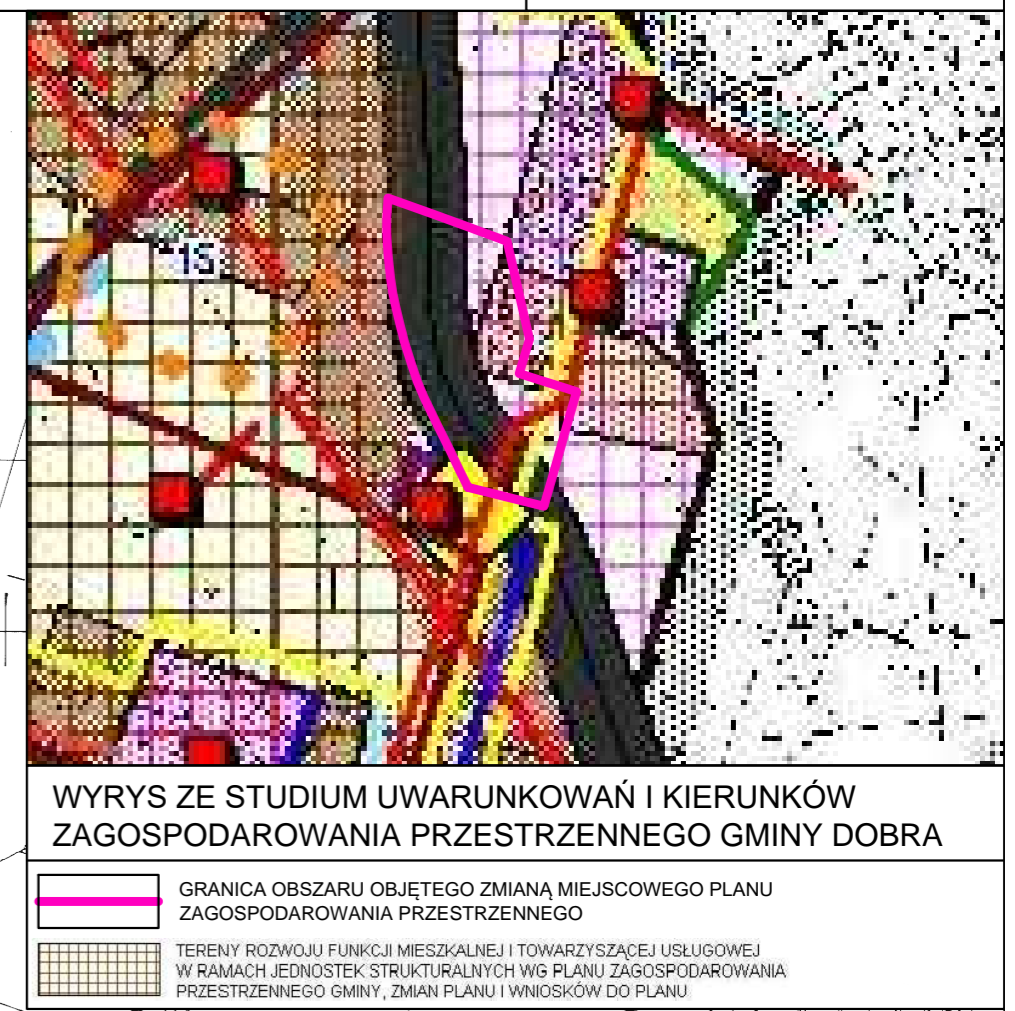 15
WYRYS ZE STUDIUM UWARUNKOWAŃ I KIERUNKÓW
ZAGOSPODAROWANIA PRZESTRZENNEGO GMINY DOBRA
GRANICA OBSZARU OBJĘTEGO ZMIANĄ MIEJSCOWEGO PLANU
ZAGOSPODAROWANIA PRZESTRZENNEGO
TERENY ROZWOJU FUNKCJI MIESZKALNEJ I TOWARZYSZĄCEJ USŁUGOWEJ
W RAMACH JEDNOSTEK STRUKTURALNYCH WG PLANU ZAGOSPODAROWANIA
PRZESTRZENNEGO GMINY, ZMIAN PLANU I WNIOSKÓW DO PLANU